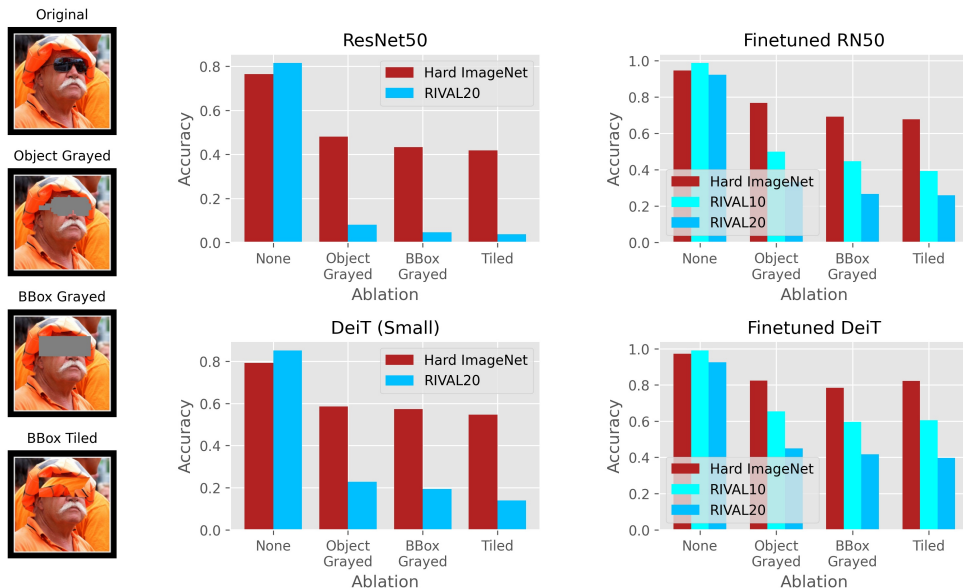 Original
Object Grayed
BBox Grayed
BBox Tiled
ResNet50
Accuracy
0.8
0.6
0.4
0.2
0.0
Hard ImageNet
RIVAL20
None
Object
Grayed
BBox
Grayed
Tiled
Ablation
Finetuned RN50
Accuracy
1.0
0.8
0.6
0.4
0.2
0.0
Hard ImageNet
RIVAL10
RIVAL20
None
Object
Grayed
BBox
Grayed
Tiled
Ablation
DeiT (Small)
Accuracy
0.8
0.6
0.4
0.2
0.0
Hard ImageNet
RIVAL20
None
Object
Grayed
BBox
Grayed
Tiled
Ablation
Finetuned DeiT
Accuracy
1.0
0.8
0.6
0.4
0.2
0.0
Hard ImageNet
RIVAL10
RIVAL20
None
Object
Grayed
BBox
Grayed
Tiled
Ablation